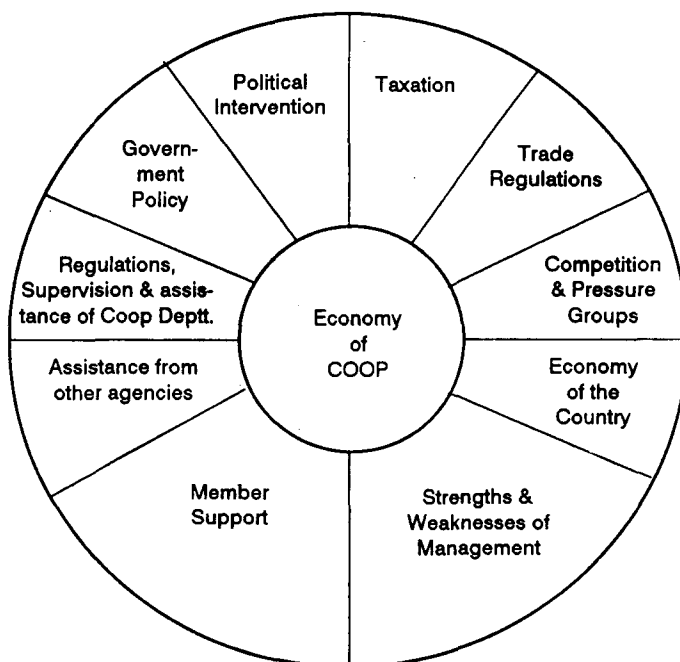 Political
Intervention
Taxation
Govern-
ment
Policy
Trade
Regulations
Regulations,
Supervision & assis-
tance of Coop Deptt.
Economy
of
COOP
Competition
& Pressure
Groups
Assistance from
other agencies
Economy
of the
Country
Member
Support
Strengths &
Weaknesses of
Management